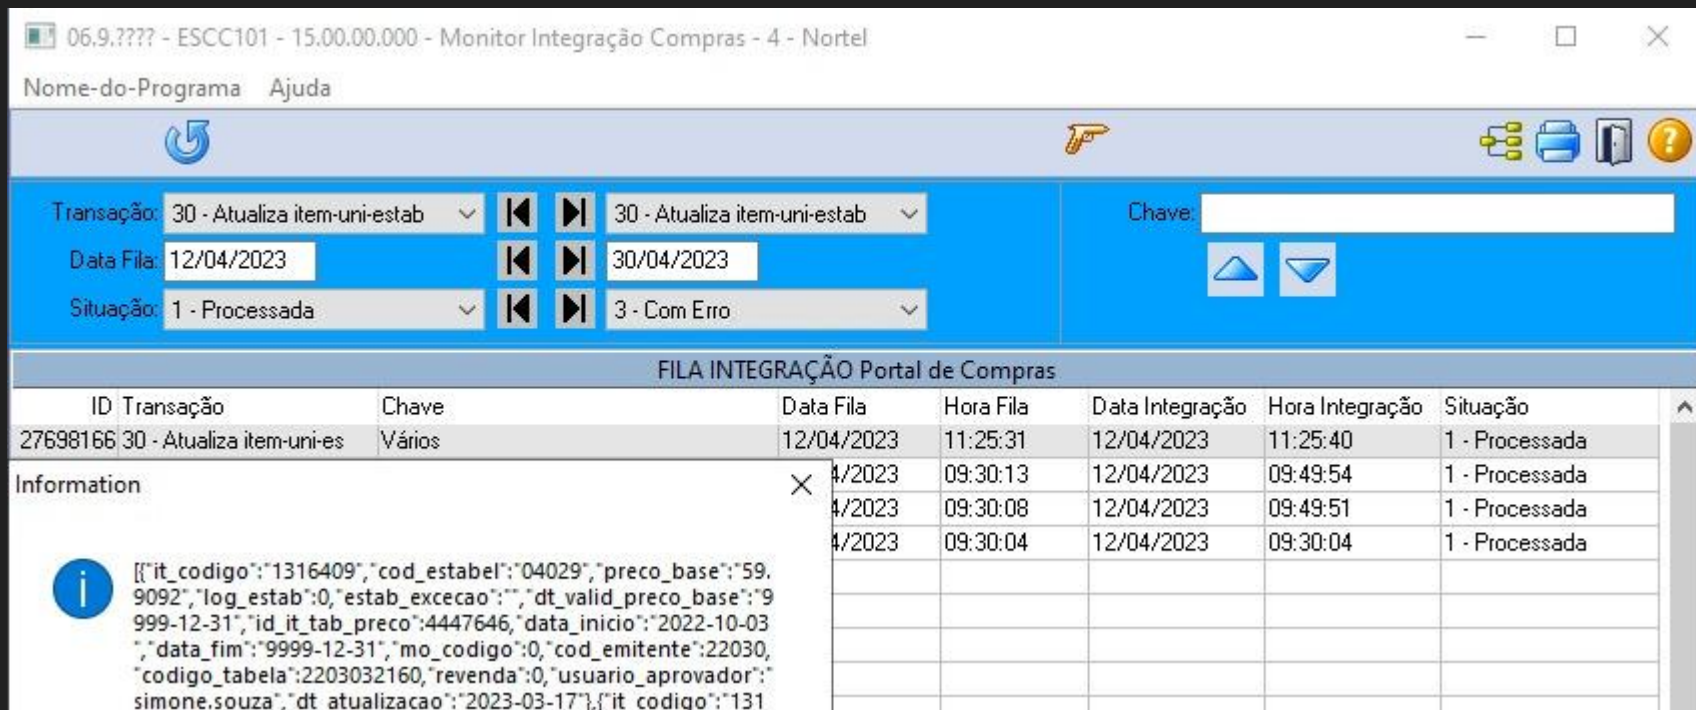 06.9.???? - ESCC101 - 15.00.00.000 - Monitor Integração Compras - 4 - Nortel
Nome-do-Programa Ajuda
Transação: 30 - Atualiza item-uni-estab 30 - Atualiza item-uni-estab Chave:
Data Fila: 12/04/2023 30/04/2023
Situação: 1 - Processada 3 - Com Erro
FILA INTEGRAÇÃO Portal de Compras
ID Transação Chave Data Fila Hora Fila Data Integração Hora Integração Situação
27698166 30 - Atualiza item-uni-es Vários 12/04/2023 11:25:31 12/04/2023 11:25:40 1 - Processada
4/2023 09:30:13 12/04/2023 09:49:54 1 - Processada
4/2023 09:30:08 12/04/2023 09:49:51 1 - Processada
4/2023 09:30:04 12/04/2023 09:30:04 1 - Processada
Information
[{"it_codigo":"1316409","cod_estabel":"04029","preco_base":"59.
9092","log_estab":0,"estab_excecao":"","dt_valid_preco_base":"9
999-12-31","id_it_tab_preco":4447646,"data_inicio":"2022-10-03
","data_fim":"9999-12-31","mo_codigo":0,"cod_emitente":22030,
"codigo_tabela":2203032160,"revenda":0,"usuario_aprovador":"
simone.souza","dt_atualizacao":"2023-03-17"},{"it_codigo":"131